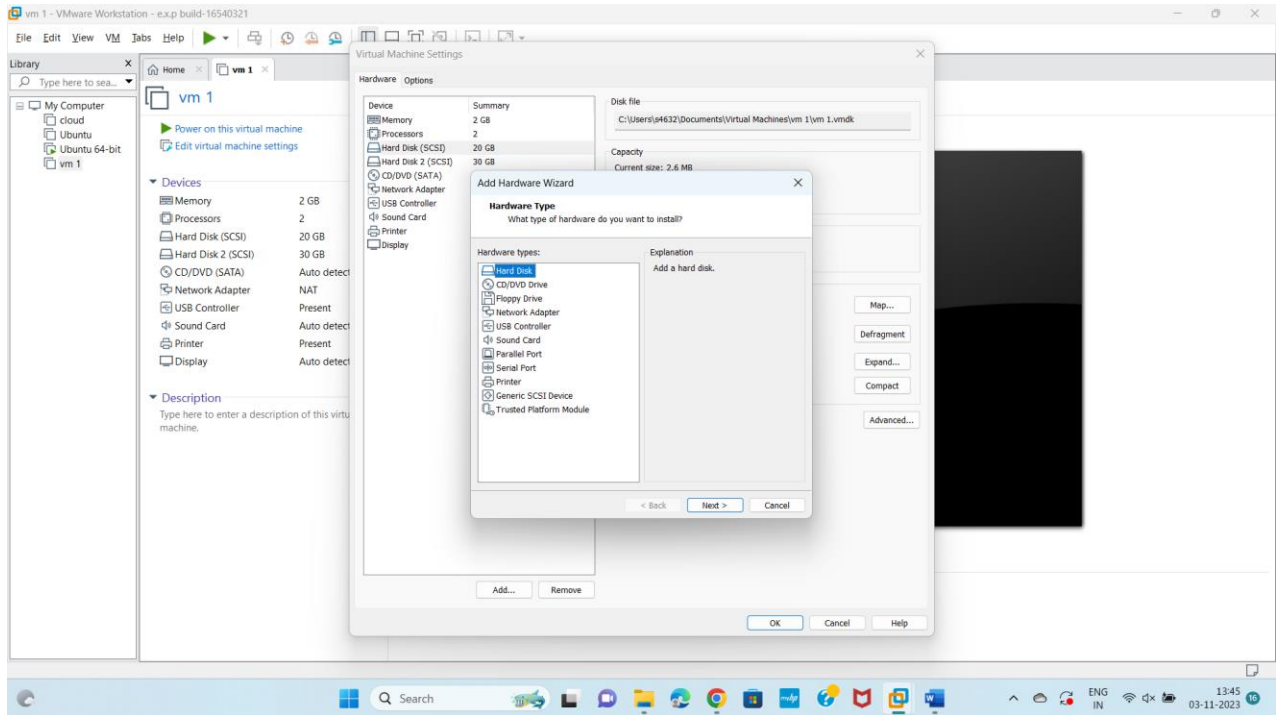 vm 1 - VMware Workstation - e.x.p build-16540321
File Edit View VM Tabs Help
Library X
Type here to sea...
My Computer
cloud
Ubuntu
Ubuntu 64-bit
vm 1
Home
vm 1
vm 1
Power on this virtual machine
Edit virtual machine settings
Devices
Memory 2 GB
Processors 2
Hard Disk (SCSI) 20 GB
Hard Disk 2 (SCSI) 30 GB
CD/DVD (SATA) Auto detect
Network Adapter NAT
USB Controller Present
Sound Card Auto detect
Printer Present
Display Auto detect
Description
Type here to enter a description of this virtu
machine.
Virtual Machine Settings
Hardware Options
Device Summary
Memory 2 GB
Processors 2
Hard Disk (SCSI) 20 GB
Hard Disk 2 (SCSI) 30 GB
CD/DVD (SATA)
Network Adapter
USB Controller
Sound Card
Printer
Display
Disk file
C:\Users\s4632\Documents\Virtual Machines\vm 1\vm 1.vmdk
Capacity
Current size: 2.6 MB
Map...
Defragment
Expand...
Compact
Advanced...
Add... Remove
OK Cancel Help
Add Hardware Wizard
Hardware Type
What type of hardware do you want to install?
Hardware types:
Hard Disk
CD/DVD Drive
Floppy Drive
Network Adapter
USB Controller
Sound Card
Parallel Port
Serial Port
Printer
Generic SCSI Device
Trusted Platform Module
Explanation
Add a hard disk.
< Back Next > Cancel
Search
ENG
IN
13:45
03-11-2023
16